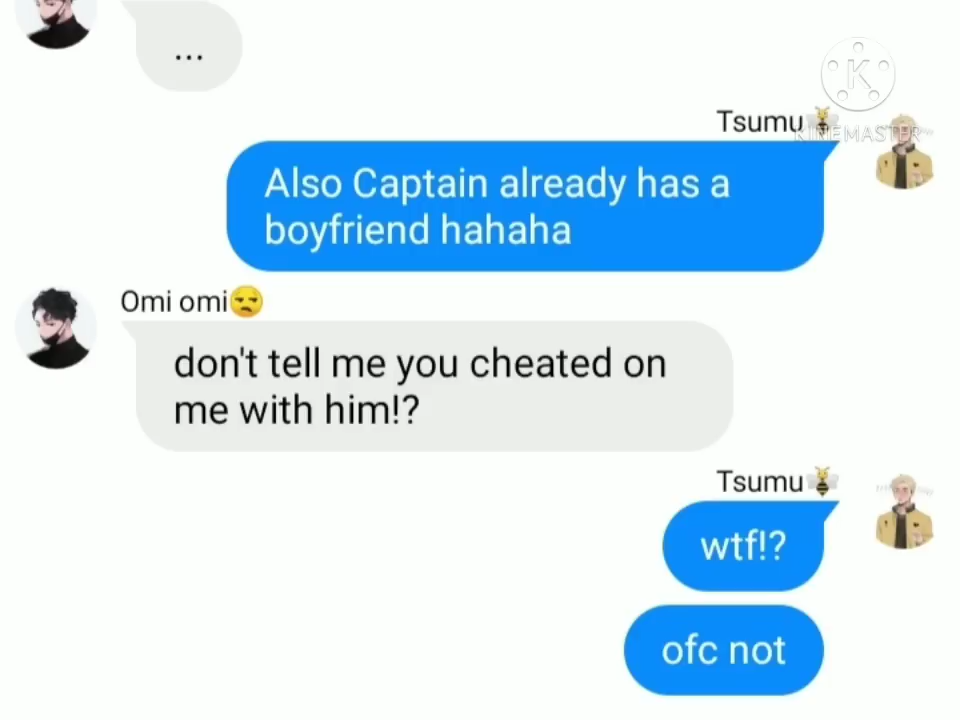 ...
Tsumu🐝
K
KINEMASTER
Also Captain already has a
boyfriend hahaha
Omi omi😒
don't tell me you cheated on
me with him!?
Tsumu🐝
wtf!?
ofc not